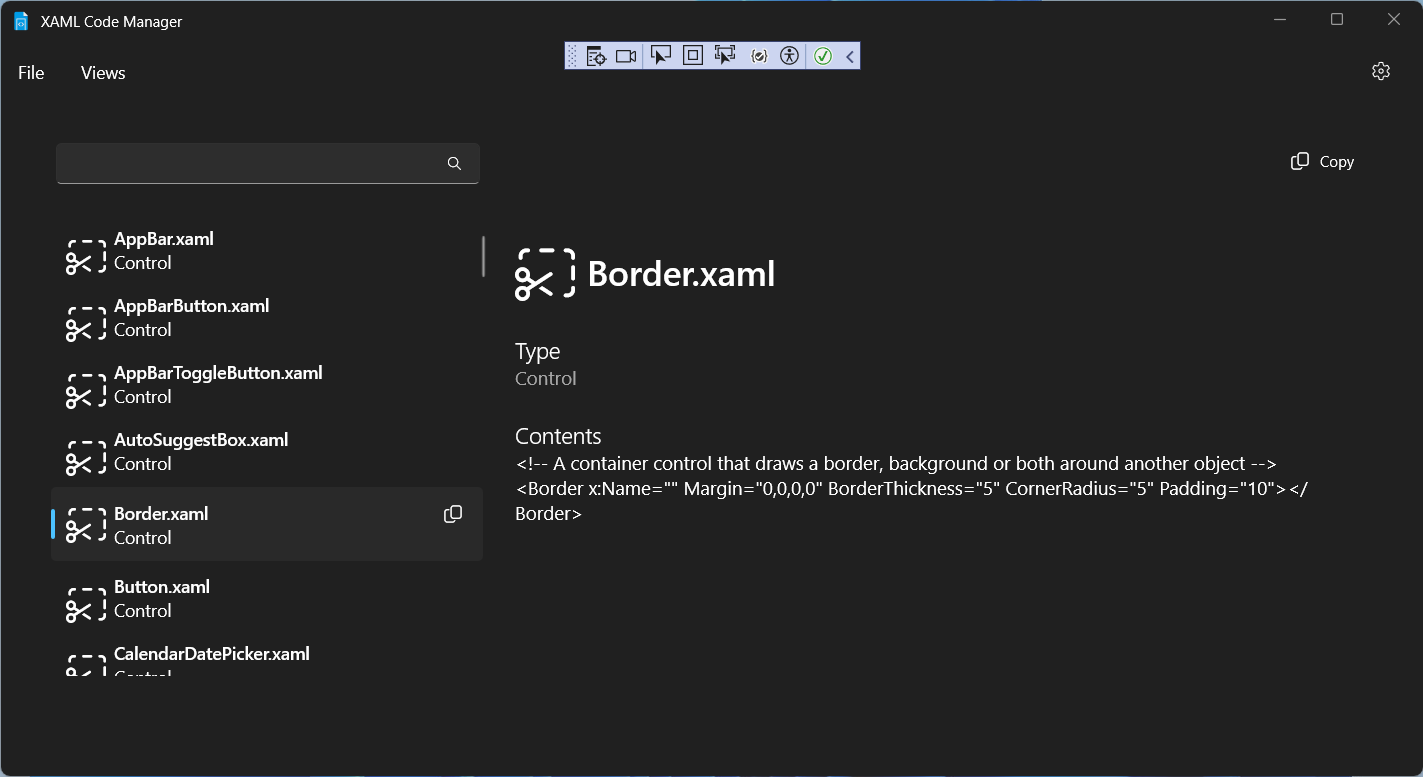 XAML Code Manager
File Views
Copy
AppBar.xaml
Control
AppBarButton.xaml
Control
AppBarToggleButton.xaml
Control
AutoSuggestBox.xaml
Control
Border.xaml
Control
Button.xaml
Control
CalendarDatePicker.xaml
Control
Border.xaml
Type
Control
Contents
<!-- A container control that draws a border, background or both around another object -->
<Border x:Name="" Margin="0,0,0,0" BorderThickness="5" CornerRadius="5" Padding="10"></
Border>